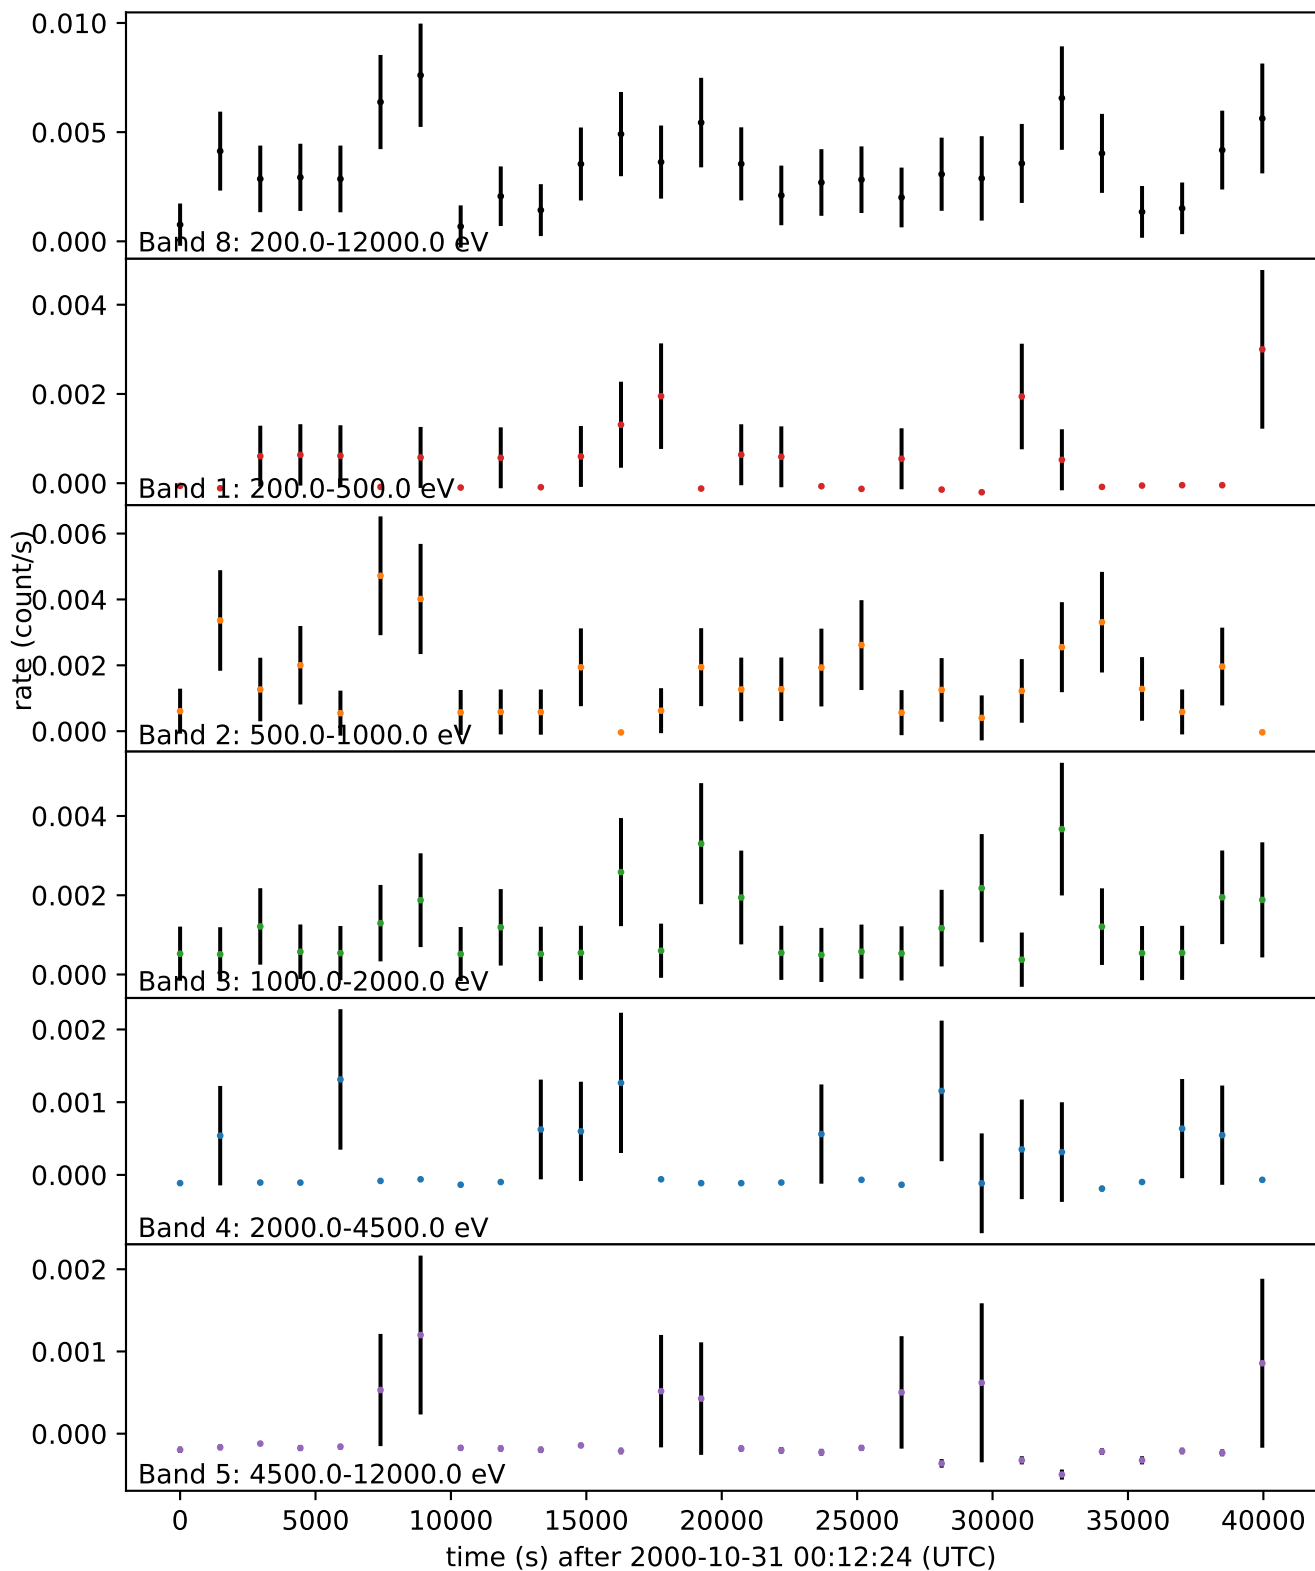 0.010
0.005
0.000
Band 8: 200.0-12000.0 eV
0.004
0.002
0.000
Band 1: 200.0-500.0 eV
rate (count/s)
0.006
0.004
0.002
0.000
Band 2: 500.0-1000.0 eV
0.004
0.002
0.000
Band 3: 1000.0-2000.0 eV
0.002
0.001
0.000
Band 4: 2000.0-4500.0 eV
0.002
0.001
0.000
Band 5: 4500.0-12000.0 eV
0 5000 10000 15000 20000 25000 30000 35000 40000
time (s) after 2000-10-31 00:12:24 (UTC)